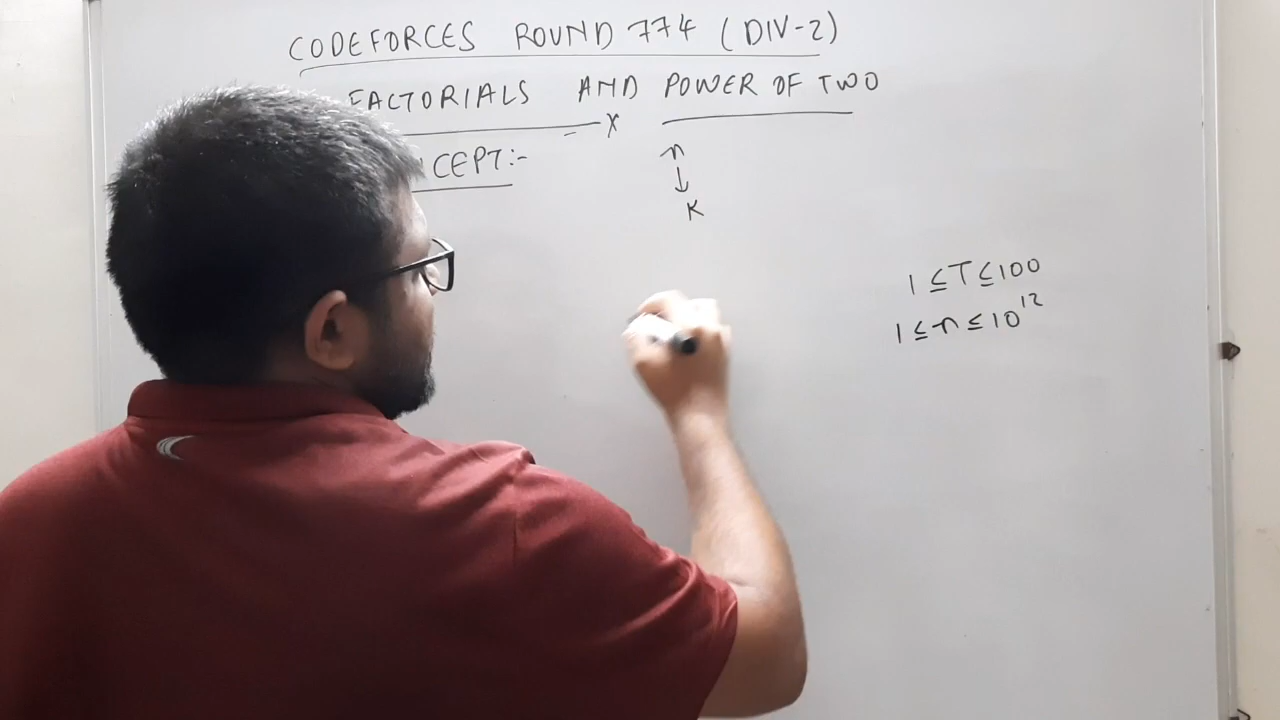 CODEFORCES ROUND 774 (DIV-2)
FACTORIALS AND POWER OF TWO
CEPT:-
x
n
↓
K
1 ≤ T ≤ 100
1 ≤ n ≤ 10^12